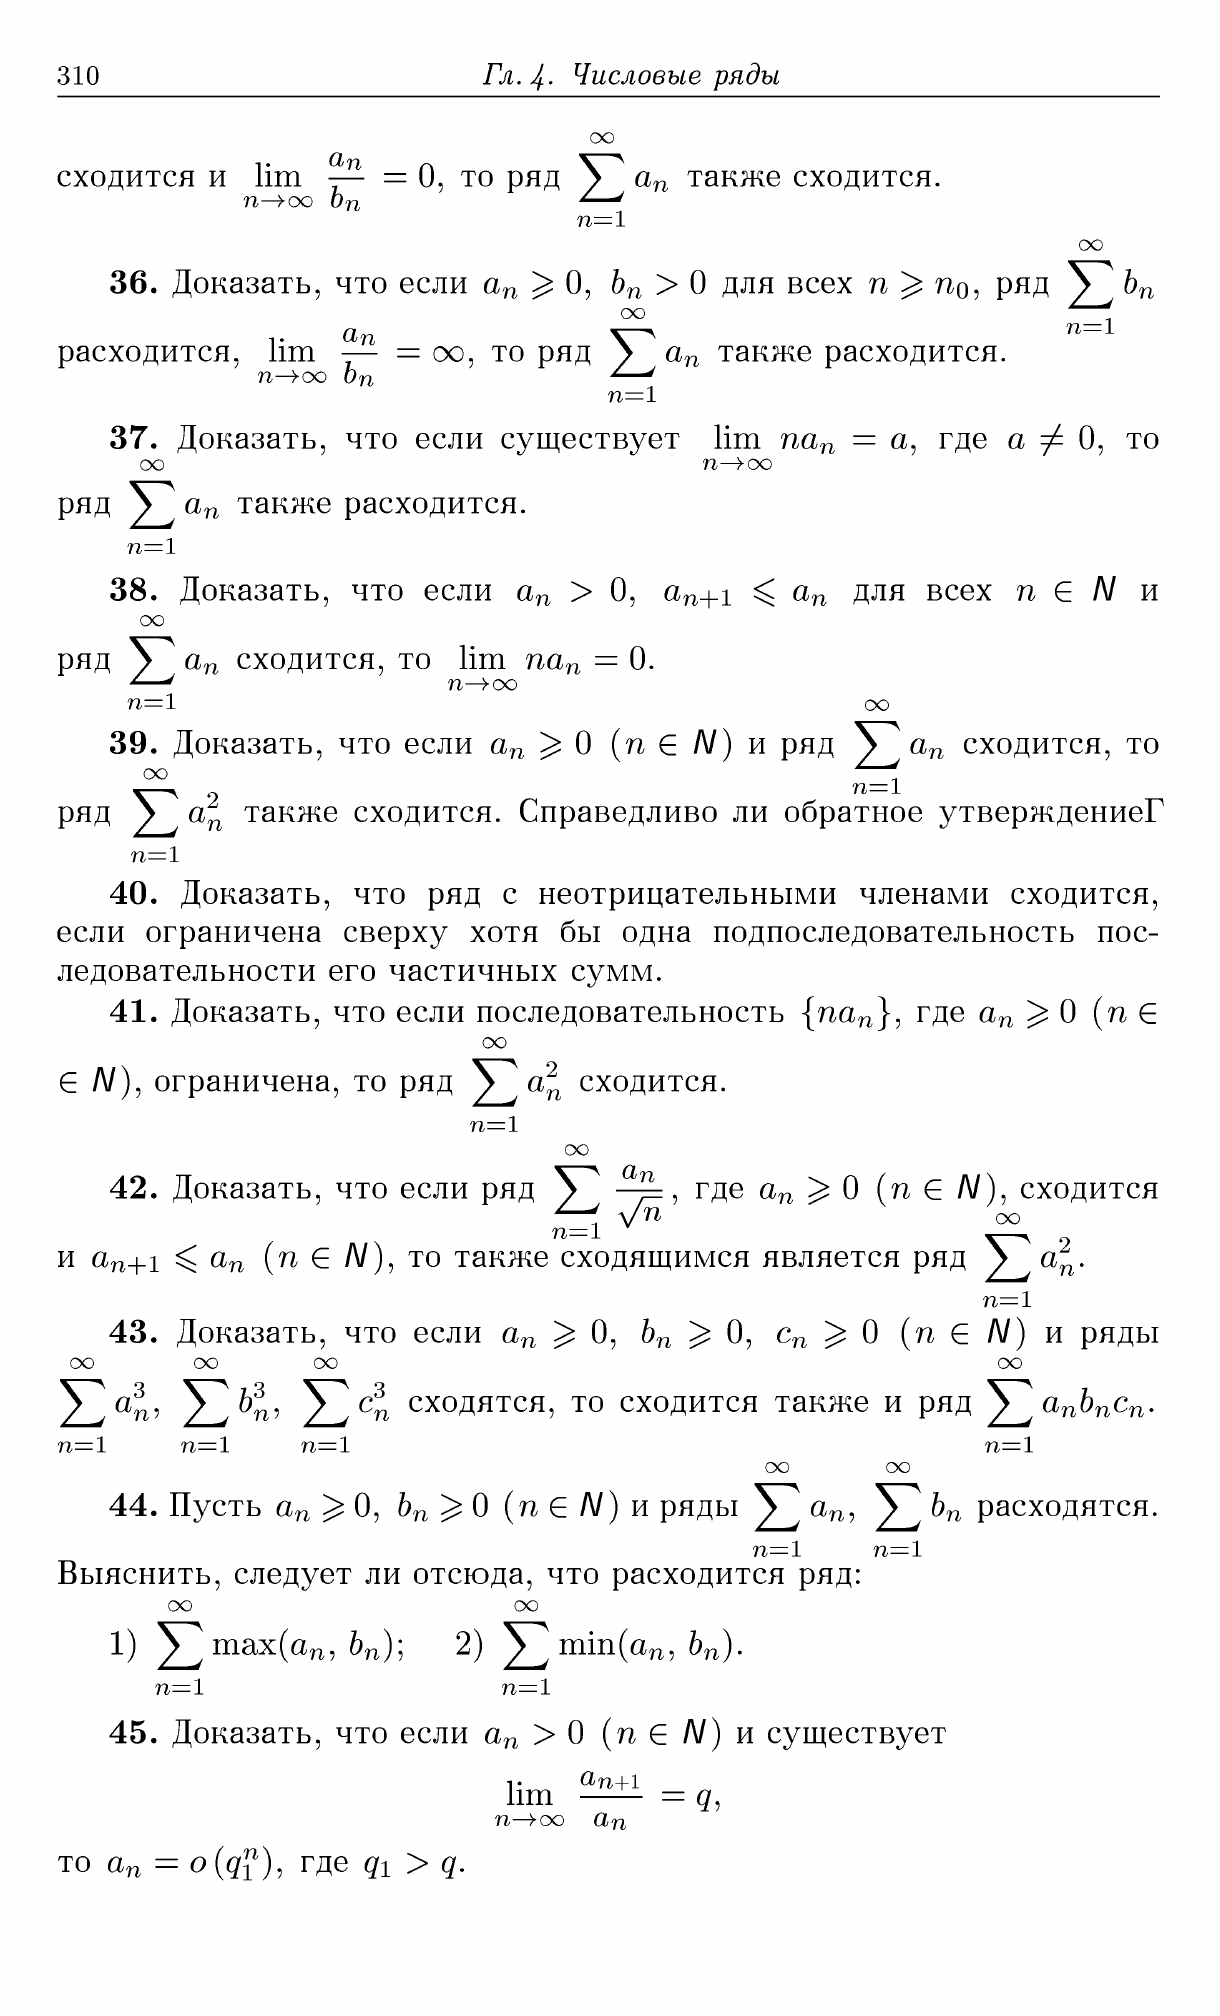 310 Гл. 4. Числовые ряды
сходится и $\lim\limits_{n\to\infty} \frac{a_n}{b_n} = 0$, то ряд $\sum\limits_{n=1}^{\infty} a_n$ также сходится.
36. Доказать, что если $a_n \geqslant 0$, $b_n > 0$ для всех $n \geqslant n_0$, ряд $\sum\limits_{n=1}^{\infty} b_n$
расходится, $\lim\limits_{n\to\infty} \frac{a_n}{b_n} = \infty$, то ряд $\sum\limits_{n=1}^{\infty} a_n$ также расходится.
37. Доказать, что если существует $\lim\limits_{n\to\infty} na_n = a$, где $a \neq 0$, то
ряд $\sum\limits_{n=1}^{\infty} a_n$ также расходится.
38. Доказать, что если $a_n > 0$, $a_{n+1} \leqslant a_n$ для всех $n \in N$ и
ряд $\sum\limits_{n=1}^{\infty} a_n$ сходится, то $\lim\limits_{n\to\infty} na_n = 0$.
39. Доказать, что если $a_n \geqslant 0$ ($n \in N$) и ряд $\sum\limits_{n=1}^{\infty} a_n$ сходится, то
ряд $\sum\limits_{n=1}^{\infty} a_n^2$ также сходится. Справедливо ли обратное утверждениеГ
40. Доказать, что ряд с неотрицательными членами сходится,
если ограничена сверху хотя бы одна подпоследовательность пос-
ледовательности его частичных сумм.
41. Доказать, что если последовательность $\{na_n\}$, где $a_n \geqslant 0$ ($n \in$
$\in N$), ограничена, то ряд $\sum\limits_{n=1}^{\infty} a_n^2$ сходится.
42. Доказать, что если ряд $\sum\limits_{n=1}^{\infty} \frac{a_n}{\sqrt{n}}$, где $a_n \geqslant 0$ ($n \in N$), сходится
и $a_{n+1} \leqslant a_n$ ($n \in N$), то также сходящимся является ряд $\sum\limits_{n=1}^{\infty} a_n^2$.
43. Доказать, что если $a_n \geqslant 0$, $b_n \geqslant 0$, $c_n \geqslant 0$ ($n \in N$) и ряды
$\sum\limits_{n=1}^{\infty} a_n^3$, $\sum\limits_{n=1}^{\infty} b_n^3$, $\sum\limits_{n=1}^{\infty} c_n^3$ сходятся, то сходится также и ряд $\sum\limits_{n=1}^{\infty} a_n b_n c_n$.
44. Пусть $a_n \geqslant 0$, $b_n \geqslant 0$ ($n \in N$) и ряды $\sum\limits_{n=1}^{\infty} a_n$, $\sum\limits_{n=1}^{\infty} b_n$ расходятся.
Выяснить, следует ли отсюда, что расходится ряд:
1) $\sum\limits_{n=1}^{\infty} \max(a_n, b_n)$; 2) $\sum\limits_{n=1}^{\infty} \min(a_n, b_n)$.
45. Доказать, что если $a_n > 0$ ($n \in N$) и существует
$\lim\limits_{n\to\infty} \frac{a_{n+1}}{a_n} = q$,
то $a_n = o(q_1^n)$, где $q_1 > q$.